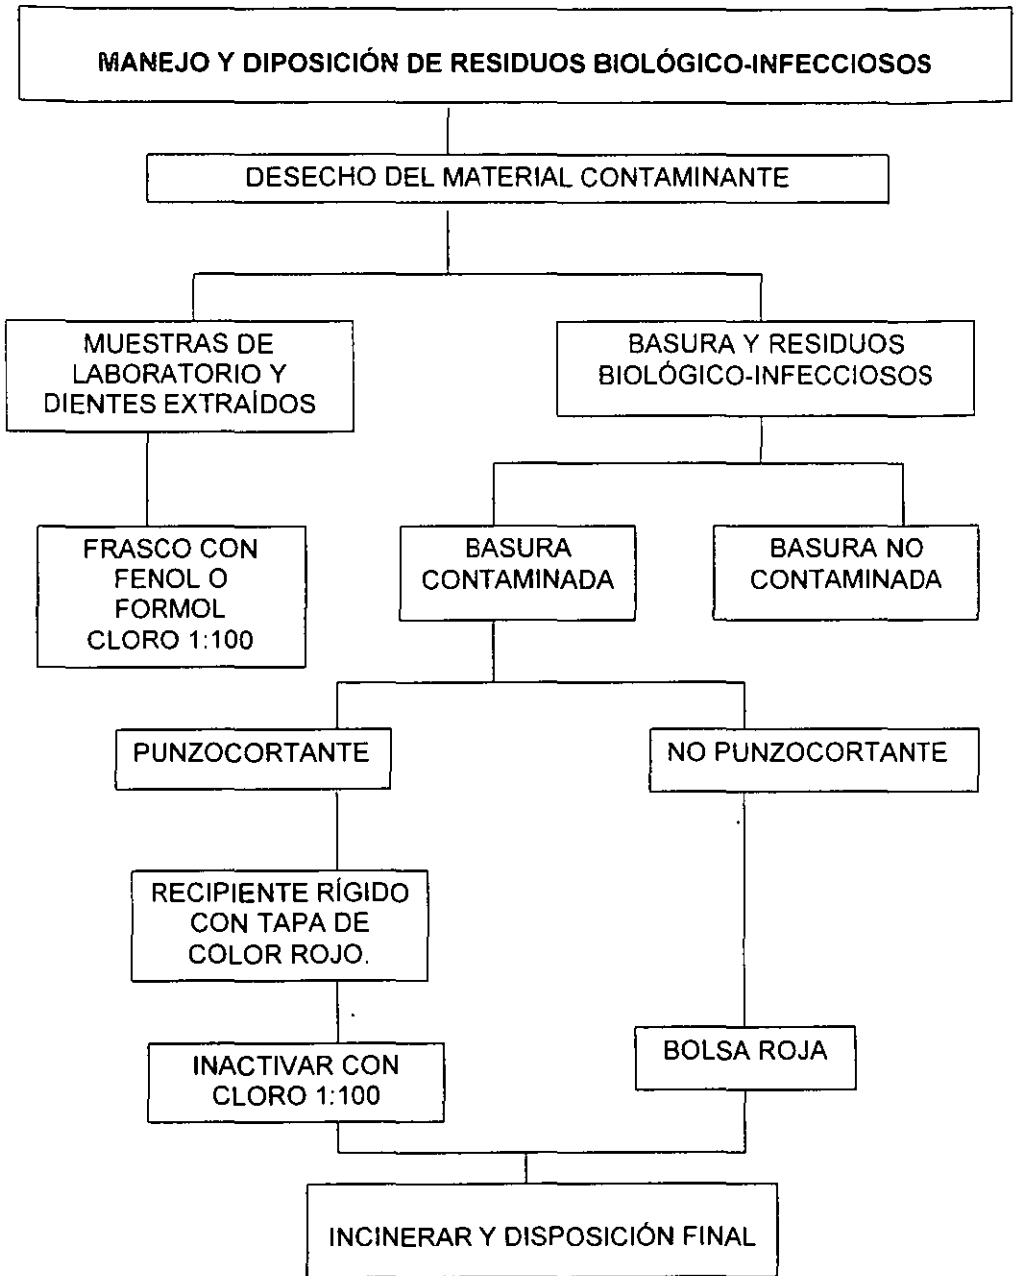 MANEJO Y DIPOSICIÓN DE RESIDUOS BIOLÓGICO-INFECCIOSOS
DESECHO DEL MATERIAL CONTAMINANTE
MUESTRAS DE
LABORATORIO Y
DIENTES EXTRAÍDOS
BASURA Y RESIDUOS
BIOLÓGICO-INFECCIOSOS
FRASCO CON
FENOL O
FORMOL
CLORO 1:100
BASURA
CONTAMINADA
BASURA NO
CONTAMINADA
PUNZOCORTANTE
NO PUNZOCORTANTE
RECIPIENTE RÍGIDO
CON TAPA DE
COLOR ROJO.
INACTIVAR CON
CLORO 1:100
BOLSA ROJA
INCINERAR Y DISPOSICIÓN FINAL